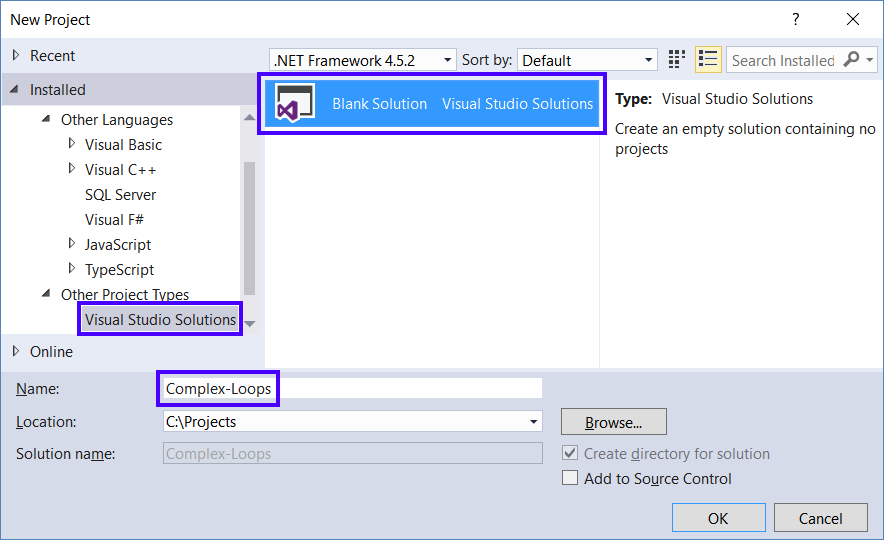 New Project
?
Recent
.NET Framework 4.5.2
Sort by:
Default
Search Installed
Installed
Other Languages
Visual Basic
Visual C++
SQL Server
Visual F#
JavaScript
TypeScript
Other Project Types
Visual Studio Solutions
Online
Blank Solution
Visual Studio Solutions
Type: Visual Studio Solutions
Create an empty solution containing no
projects
Name:
Complex-Loops
Location:
C:\Projects
Browse...
Solution name:
Complex-Loops
Create directory for solution
Add to Source Control
OK
Cancel